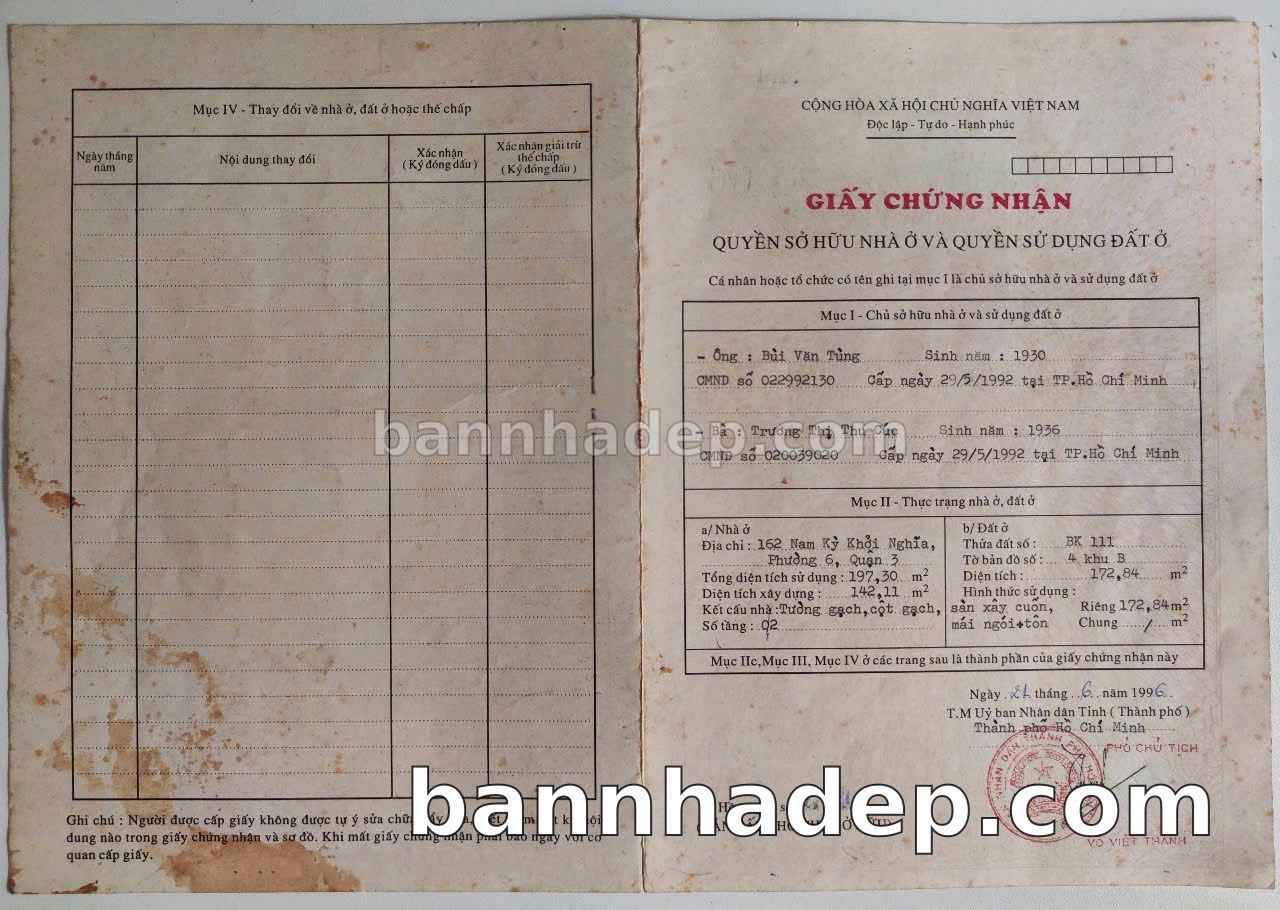 Mục IV - Thay đổi về nhà ở, đất ở hoặc thế chấp
Ngày tháng năm
Nội dung thay đổi
Xác nhận
( Ký đóng dấu )
Xác nhận giải trừ
thế chấp
( Ký đóng dấu )
Ghi chú : Người được cấp giấy không được tự ý sửa chữa
dung nào trong giấy chứng nhận và sơ đồ. Khi mất giấy chứng nhận phải báo ngay với cơ
quan cấp giấy.
CỘNG HÒA XÃ HỘI CHỦ NGHĨA VIỆT NAM
Độc lập - Tự do - Hạnh phúc
GIẤY CHỨNG NHẬN
QUYỀN SỞ HỮU NHÀ Ở VÀ QUYỀN SỬ DỤNG ĐẤT Ở
Cá nhân hoặc tổ chức có tên ghi tại mục I là chủ sở hữu nhà ở và sử dụng đất ở
Mục I - Chủ sở hữu nhà ở và sử dụng đất ở
- Ông : Bùi Văn Tùng Sinh năm : 1930
CMND số 022992130 Cấp ngày 29/5/1992 tại TP.Hồ Chí Minh
- Bà : Trương Thị Thu Cúc Sinh năm : 1936
CMND số 020039020 Cấp ngày 29/5/1992 tại TP.Hồ Chí Minh
bannhadep.com
Mục II - Thực trạng nhà ở, đất ở
a/ Nhà ở
Địa chỉ : 162 Nam Kỳ Khởi Nghĩa,
Phường 6, Quận 3
Tổng diện tích sử dụng : 197,30 m2
Diện tích xây dựng : 142,11 m2
Kết cấu nhà : Tường gạch, cột gạch,
Số tầng : 02
b/ Đất ở
Thửa đất số : BK 111
Tờ bản đồ số : 4 khu B
Diện tích : 172,84 m2
Hình thức sử dụng :
sàn xây cuốn, Riêng 172,84m2
mái ngói+tôn Chung / m2
Mục IIc, Mục III, Mục IV ở các trang sau là thành phần của giấy chứng nhận này
Ngày 21 tháng 6 năm 1996
T.M Uỷ ban Nhân dân Tỉnh ( Thành phố )
Thành phố Hồ Chí Minh
PHÓ CHỦ TỊCH
bannhadep.com
VÕ VIẾT THANH